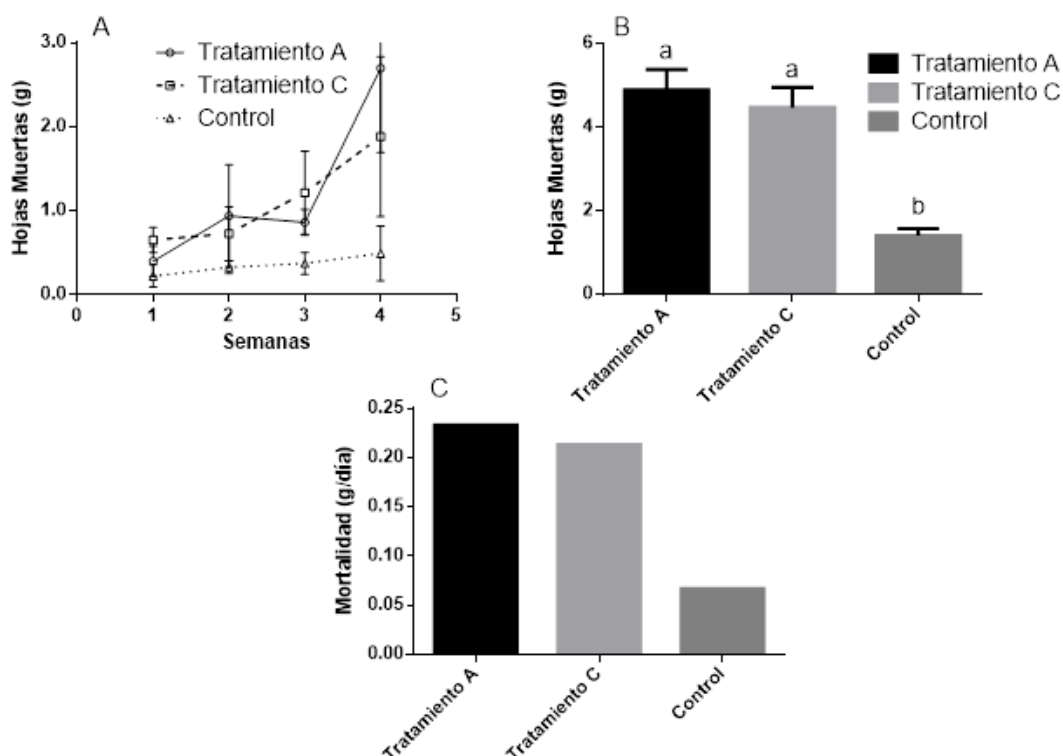 A
Hojas Muertas (g)
3.0
2.0
1.0
0.0
Tratamiento A
Tratamiento C
Control
0 1 2 3 4 5
Semanas
B
Hojas Muertas (g)
6
4
2
0
a
a
b
Tratamiento A
Tratamiento C
Control
Tratamiento A
Tratamiento C
Control
C
Mortalidad (g/día)
0.25
0.20
0.15
0.10
0.05
0.00
Tratamiento A
Tratamiento C
Control